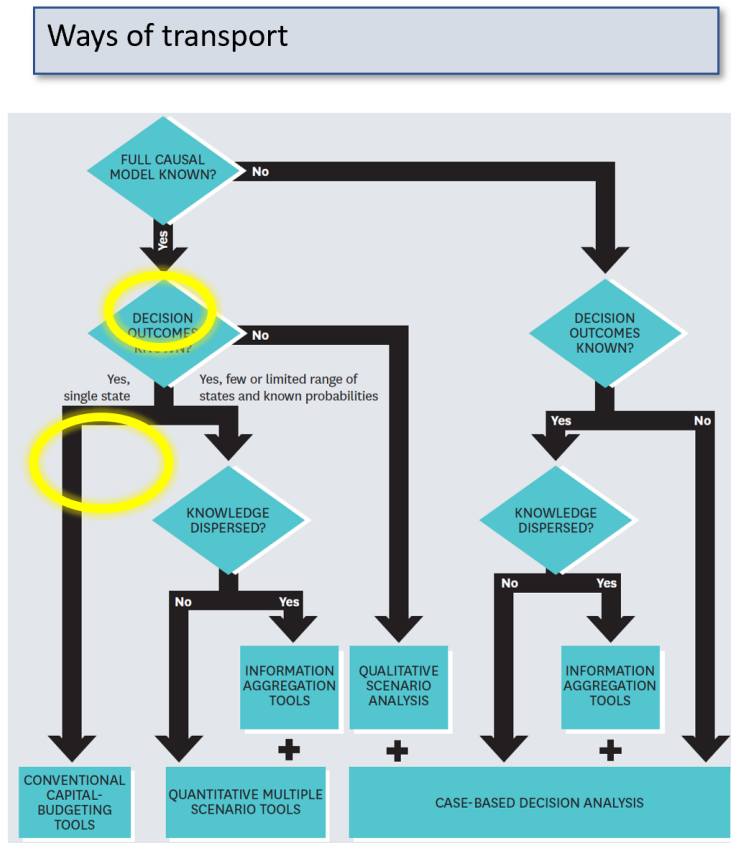 Ways of transport
FULL CAUSAL
MODEL KNOWN?
No
Yes
DECISION
OUTCOMES
KNOWN?
No
DECISION
OUTCOMES
KNOWN?
Yes,
single state
Yes, few or limited range of
states and known probabilities
Yes
No
KNOWLEDGE
DISPERSED?
KNOWLEDGE
DISPERSED?
No
Yes
No
Yes
INFORMATION
AGGREGATION
TOOLS
QUALITATIVE
SCENARIO
ANALYSIS
INFORMATION
AGGREGATION
TOOLS
+
+
+
CONVENTIONAL
CAPITAL-
BUDGETING
TOOLS
QUANTITATIVE MULTIPLE
SCENARIO TOOLS
CASE-BASED DECISION ANALYSIS